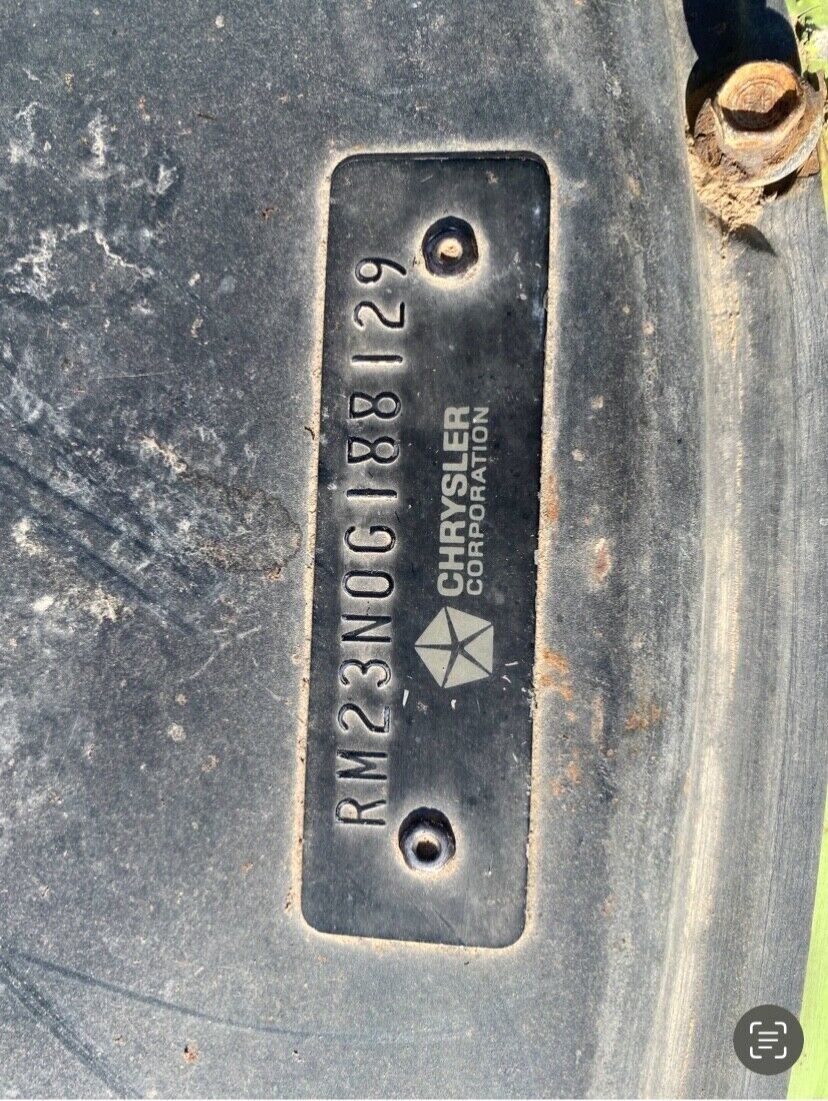 RM23N0G188129
CHRYSLER
CORPORATION